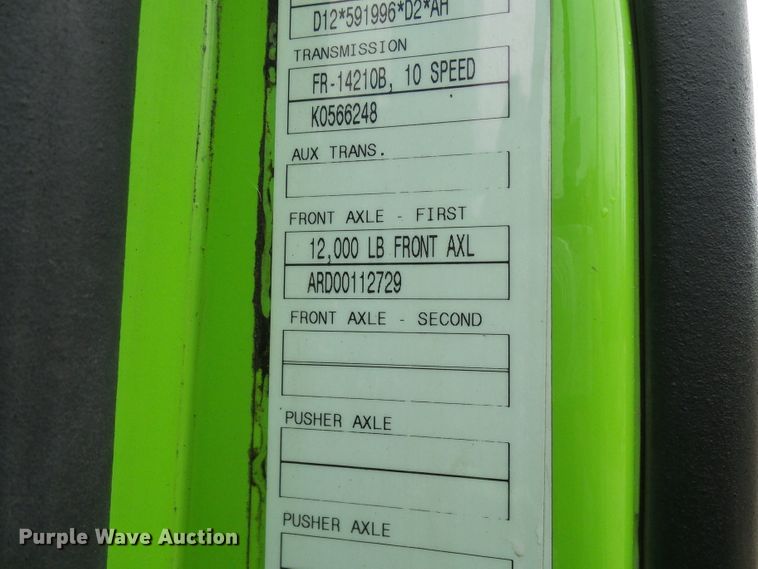 D12*591996*D2*AH
TRANSMISSION
FR-14210B, 10 SPEED
K0566248
AUX TRANS.
FRONT AXLE - FIRST
12,000 LB FRONT AXL
ARD00112729
FRONT AXLE - SECOND
PUSHER AXLE
PUSHER AXLE
Purple Wave Auction